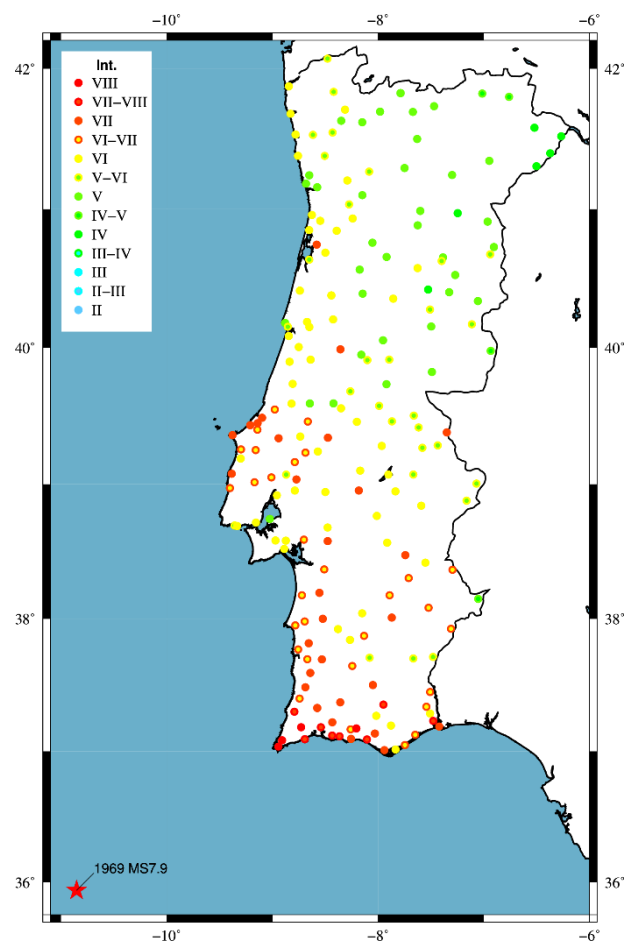 −10° −8° −6°
42° 42°
Int.
VIII
VII−VIII
VII
VI−VII
VI
V−VI
V
IV−V
IV
III−IV
III
II−III
II
40° 40°
38° 38°
1969 MS7.9
36° 36°
−10° −8° −6°